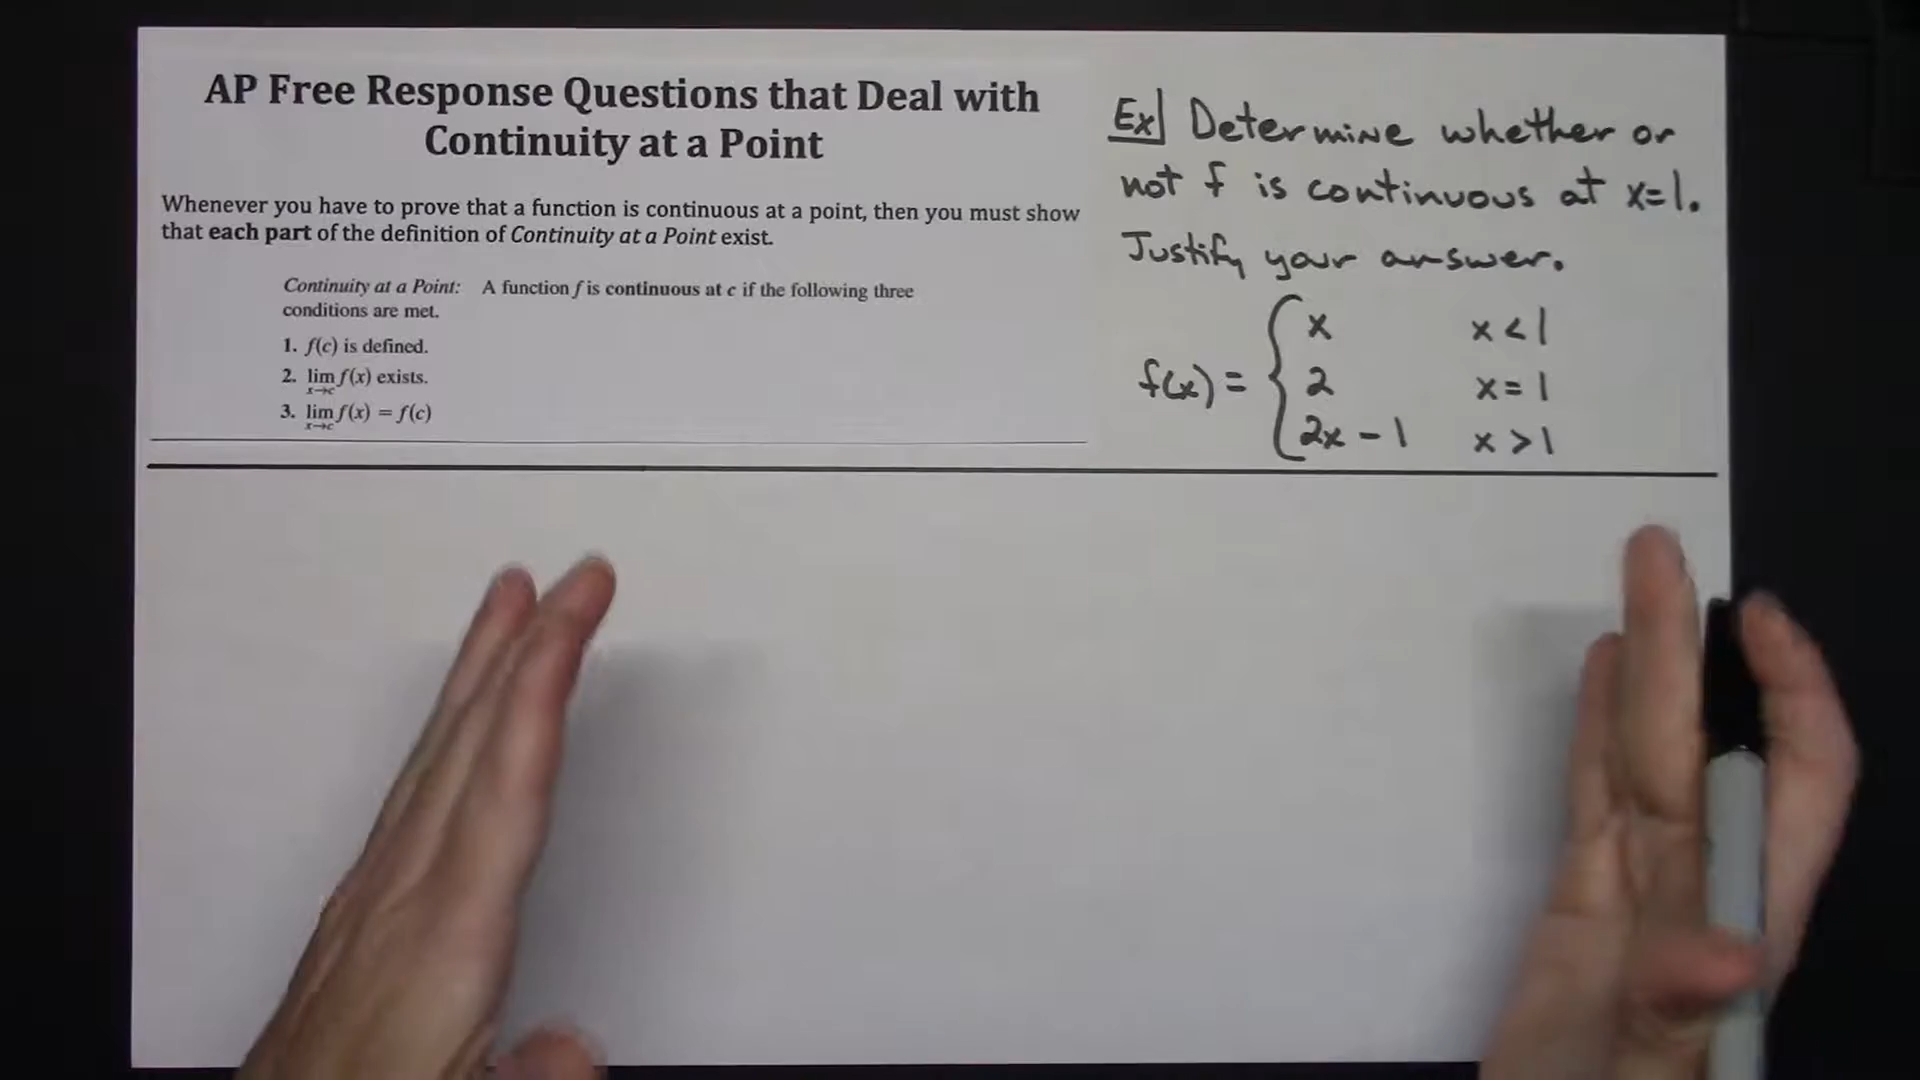 AP Free Response Questions that Deal with
Continuity at a Point
Whenever you have to prove that a function is continuous at a point, then you must show
that each part of the definition of Continuity at a Point exist.
Continuity at a Point: A function f is continuous at c if the following three
conditions are met.
1. f(c) is defined.
2. lim f(x) exists.
x→c
3. lim f(x) = f(c)
x→c
Ex] Determine whether or
not f is continuous at x=1.
Justify your answer.
f(x) = { x x < 1
2 x = 1
2x - 1 x > 1